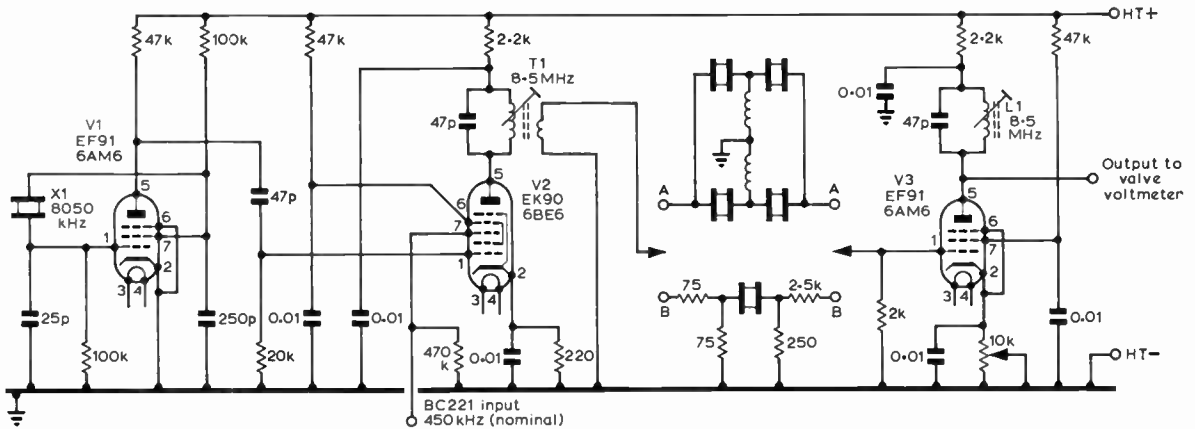 HT+
47k
100k
47k
2·2k
2·2k
47k
T1
8·5MHz
0·01
47p
47p
L1
8·5
MHz
V1
EF91
6AM6
47p
V2
EK90
6BE6
V3
EF91
6AM6
Output to
valve
voltmeter
X1
8050
kHz
5
6
7
1
2
3
4
5
6
7
1
2
3
4
A
A
5
6
7
1
2
3
4
75
2·5k
B
B
75
250
25p
100k
250p
20k
0·01
0·01
470
k
0·01
220
2k
0·01
10k
0·01
HT-
BC221 input
450kHz (nominal)